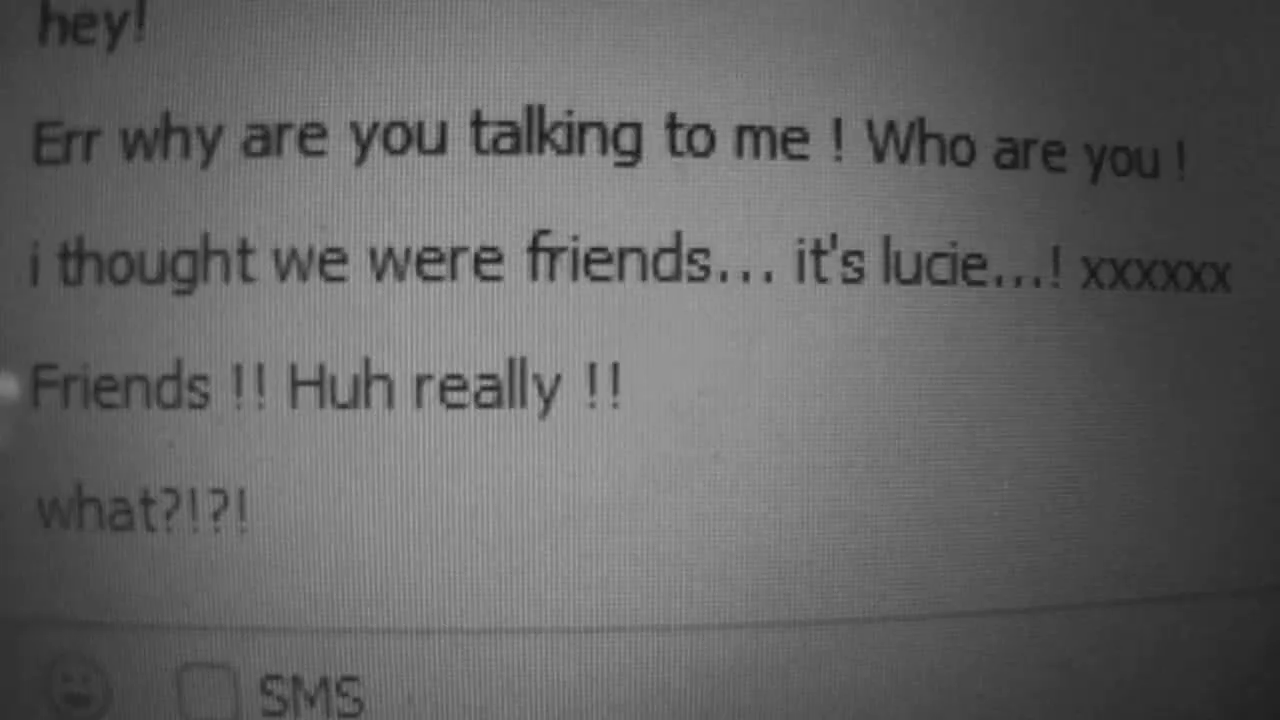 hey!
Err why are you talking to me ! Who are you !
i thought we were friends... it's lucie...! xxxxxx
Friends !! Huh really !!
what?!?!
SMS